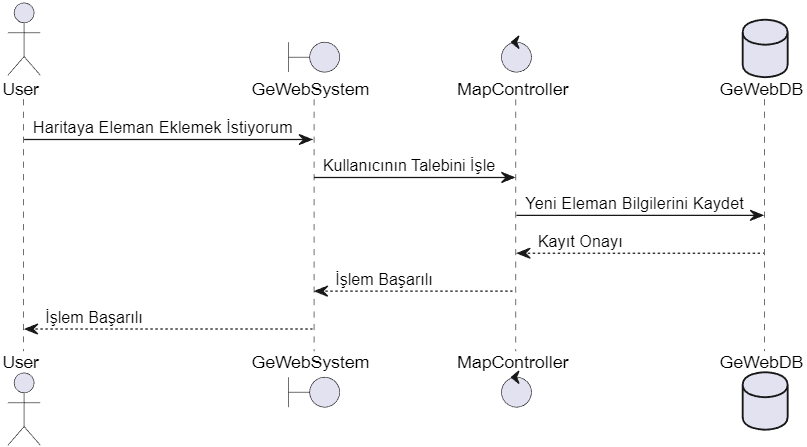 User
GeWebSystem
MapController
GeWebDB
Haritaya Eleman Eklemek İstiyorum
Kullanıcının Talebini İşle
Yeni Eleman Bilgilerini Kaydet
Kayıt Onayı
İşlem Başarılı
İşlem Başarılı
User
GeWebSystem
MapController
GeWebDB